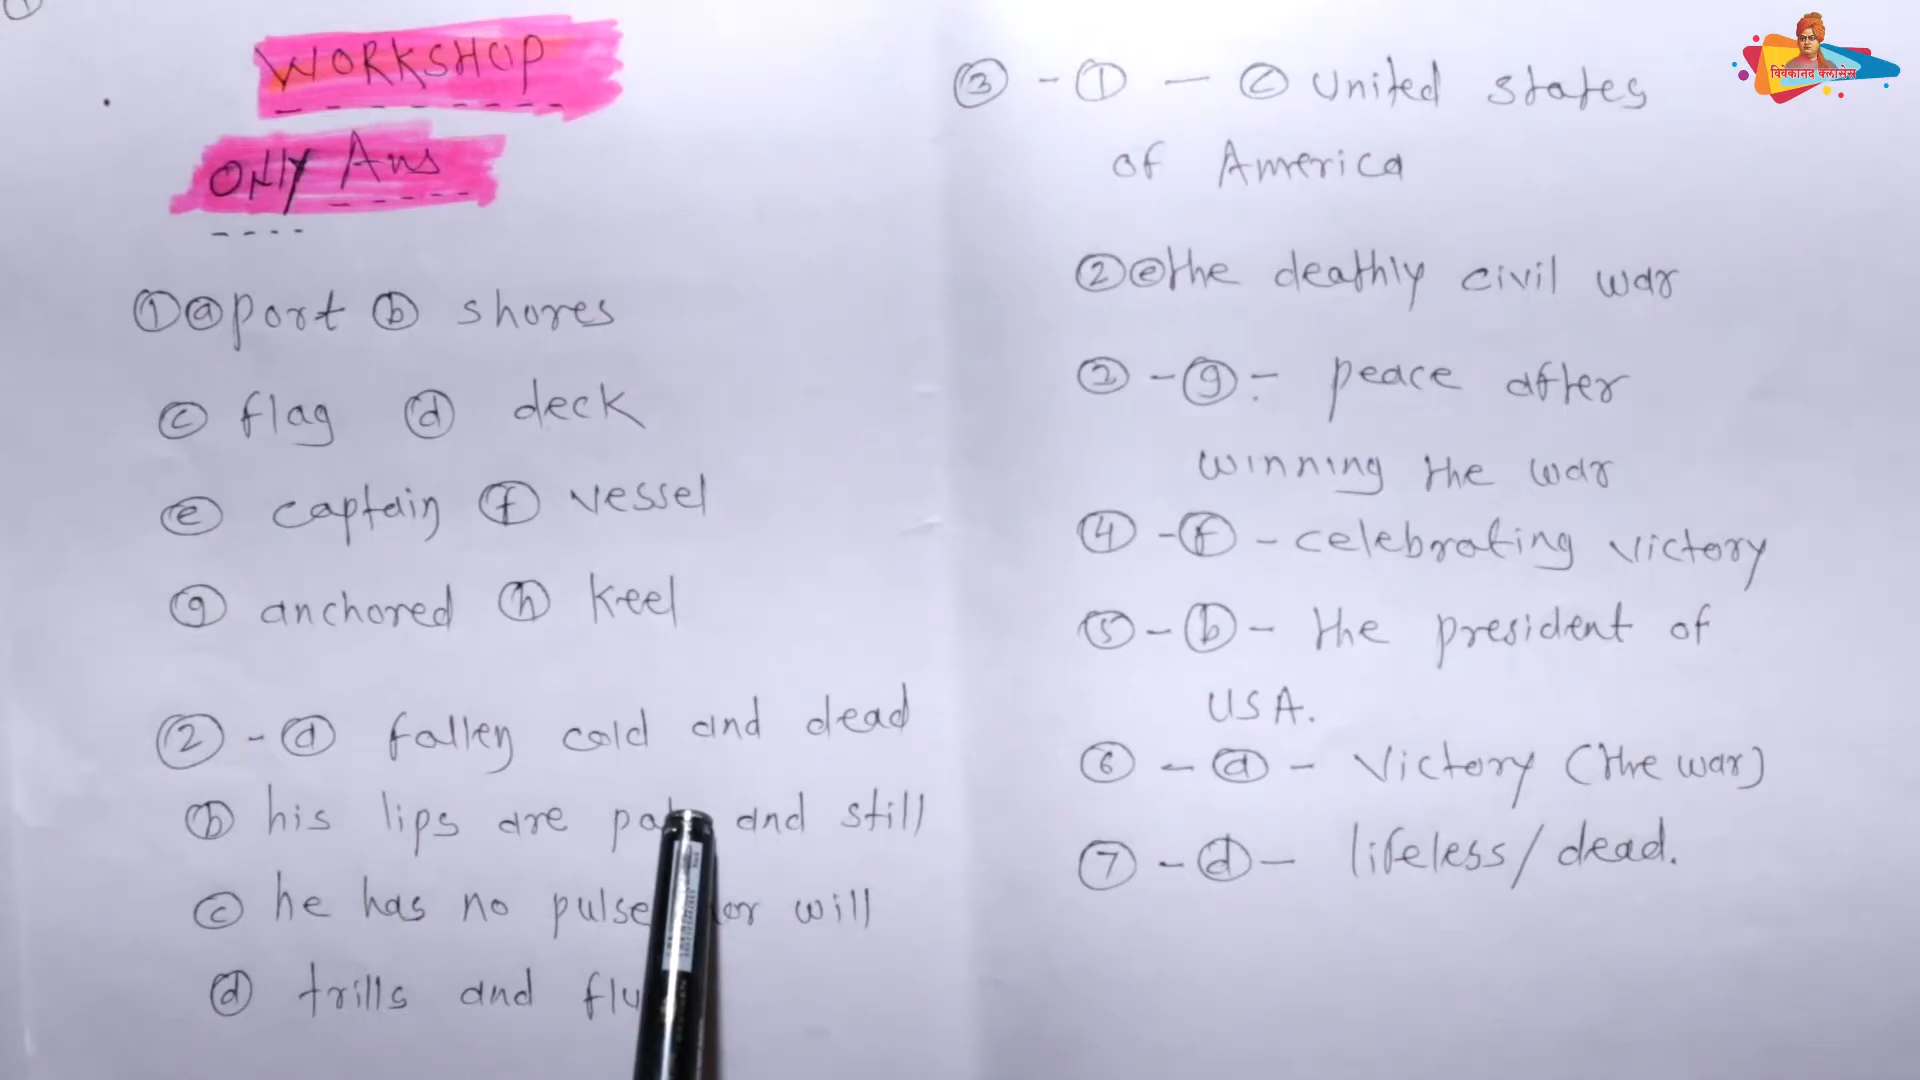 WORKSHOP
ONLY Ans
① ⓐ port ⓑ shores
ⓒ flag ⓓ deck
ⓔ captain ⓕ vessel
ⓖ anchored ⓗ keel
② - ⓐ fallen cold and dead
ⓑ his lips are and still
ⓒ he has no pulse will
ⓓ trills and
③ - ① - ⓒ United states
of America
② ⓔ the deathly civil war
- ⓖ - peace after
winning the war
④ - ⓕ - celebrating victory
⑤ - ⓑ - the president of
USA.
⑥ - ⓐ - Victory (the war)
⑦ - ⓓ - lifeless/dead.
विवेकानंद क्लासेस